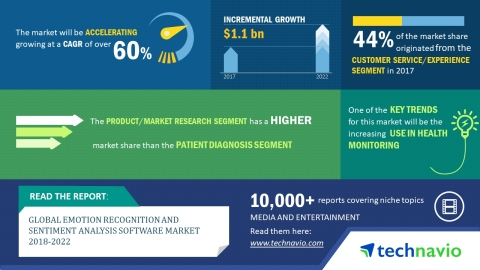 The market will be ACCELERATING
growing at a CAGR of over
60%
INCREMENTAL GROWTH
$1.1 bn
2017
2022
44% of the market share
originated from the
CUSTOMER SERVICE/EXPERIENCE
SEGMENT in 2017
The PRODUCT/MARKET RESEARCH SEGMENT has a HIGHER
market share than the PATIENT DIAGNOSIS SEGMENT
One of the KEY TRENDS
for this market will be the
increasing USE IN HEALTH
MONITORING
READ THE REPORT:
GLOBAL EMOTION RECOGNITION AND
SENTIMENT ANALYSIS SOFTWARE MARKET
2018-2022
10,000+ reports covering niche topics
MEDIA AND ENTERTAINMENT
Read them here:
www.technavio.com
technavio